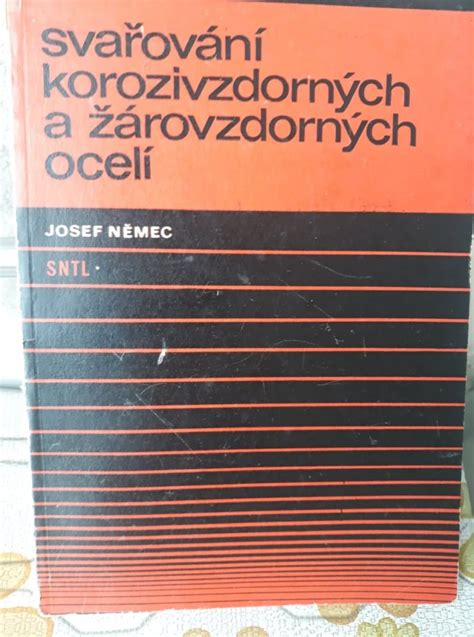 svařování
korozivzdorných
a žárovzdorných
ocelí
JOSEF NĚMEC
SNTL